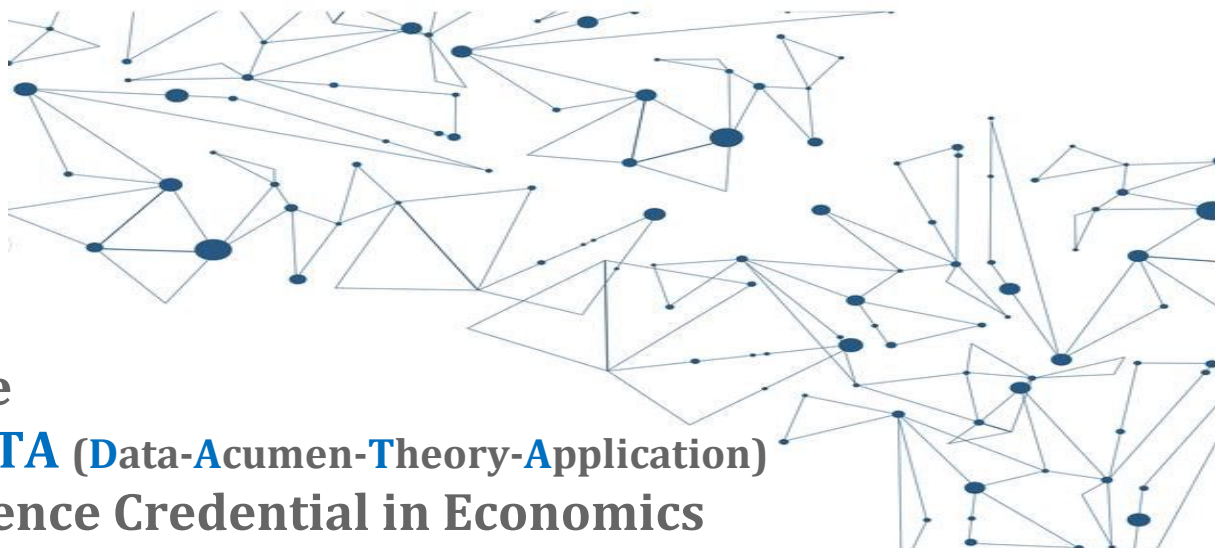 e
TA (Data-Acumen-Theory-Application)
ence Credential in Economics